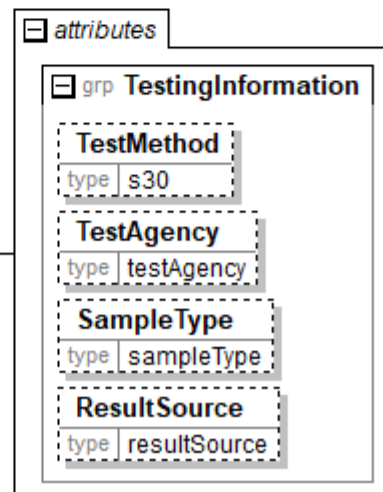 attributes
grp TestingInformation
TestMethod
type s30
TestAgency
type testAgency
SampleType
type sampleType
ResultSource
type resultSource